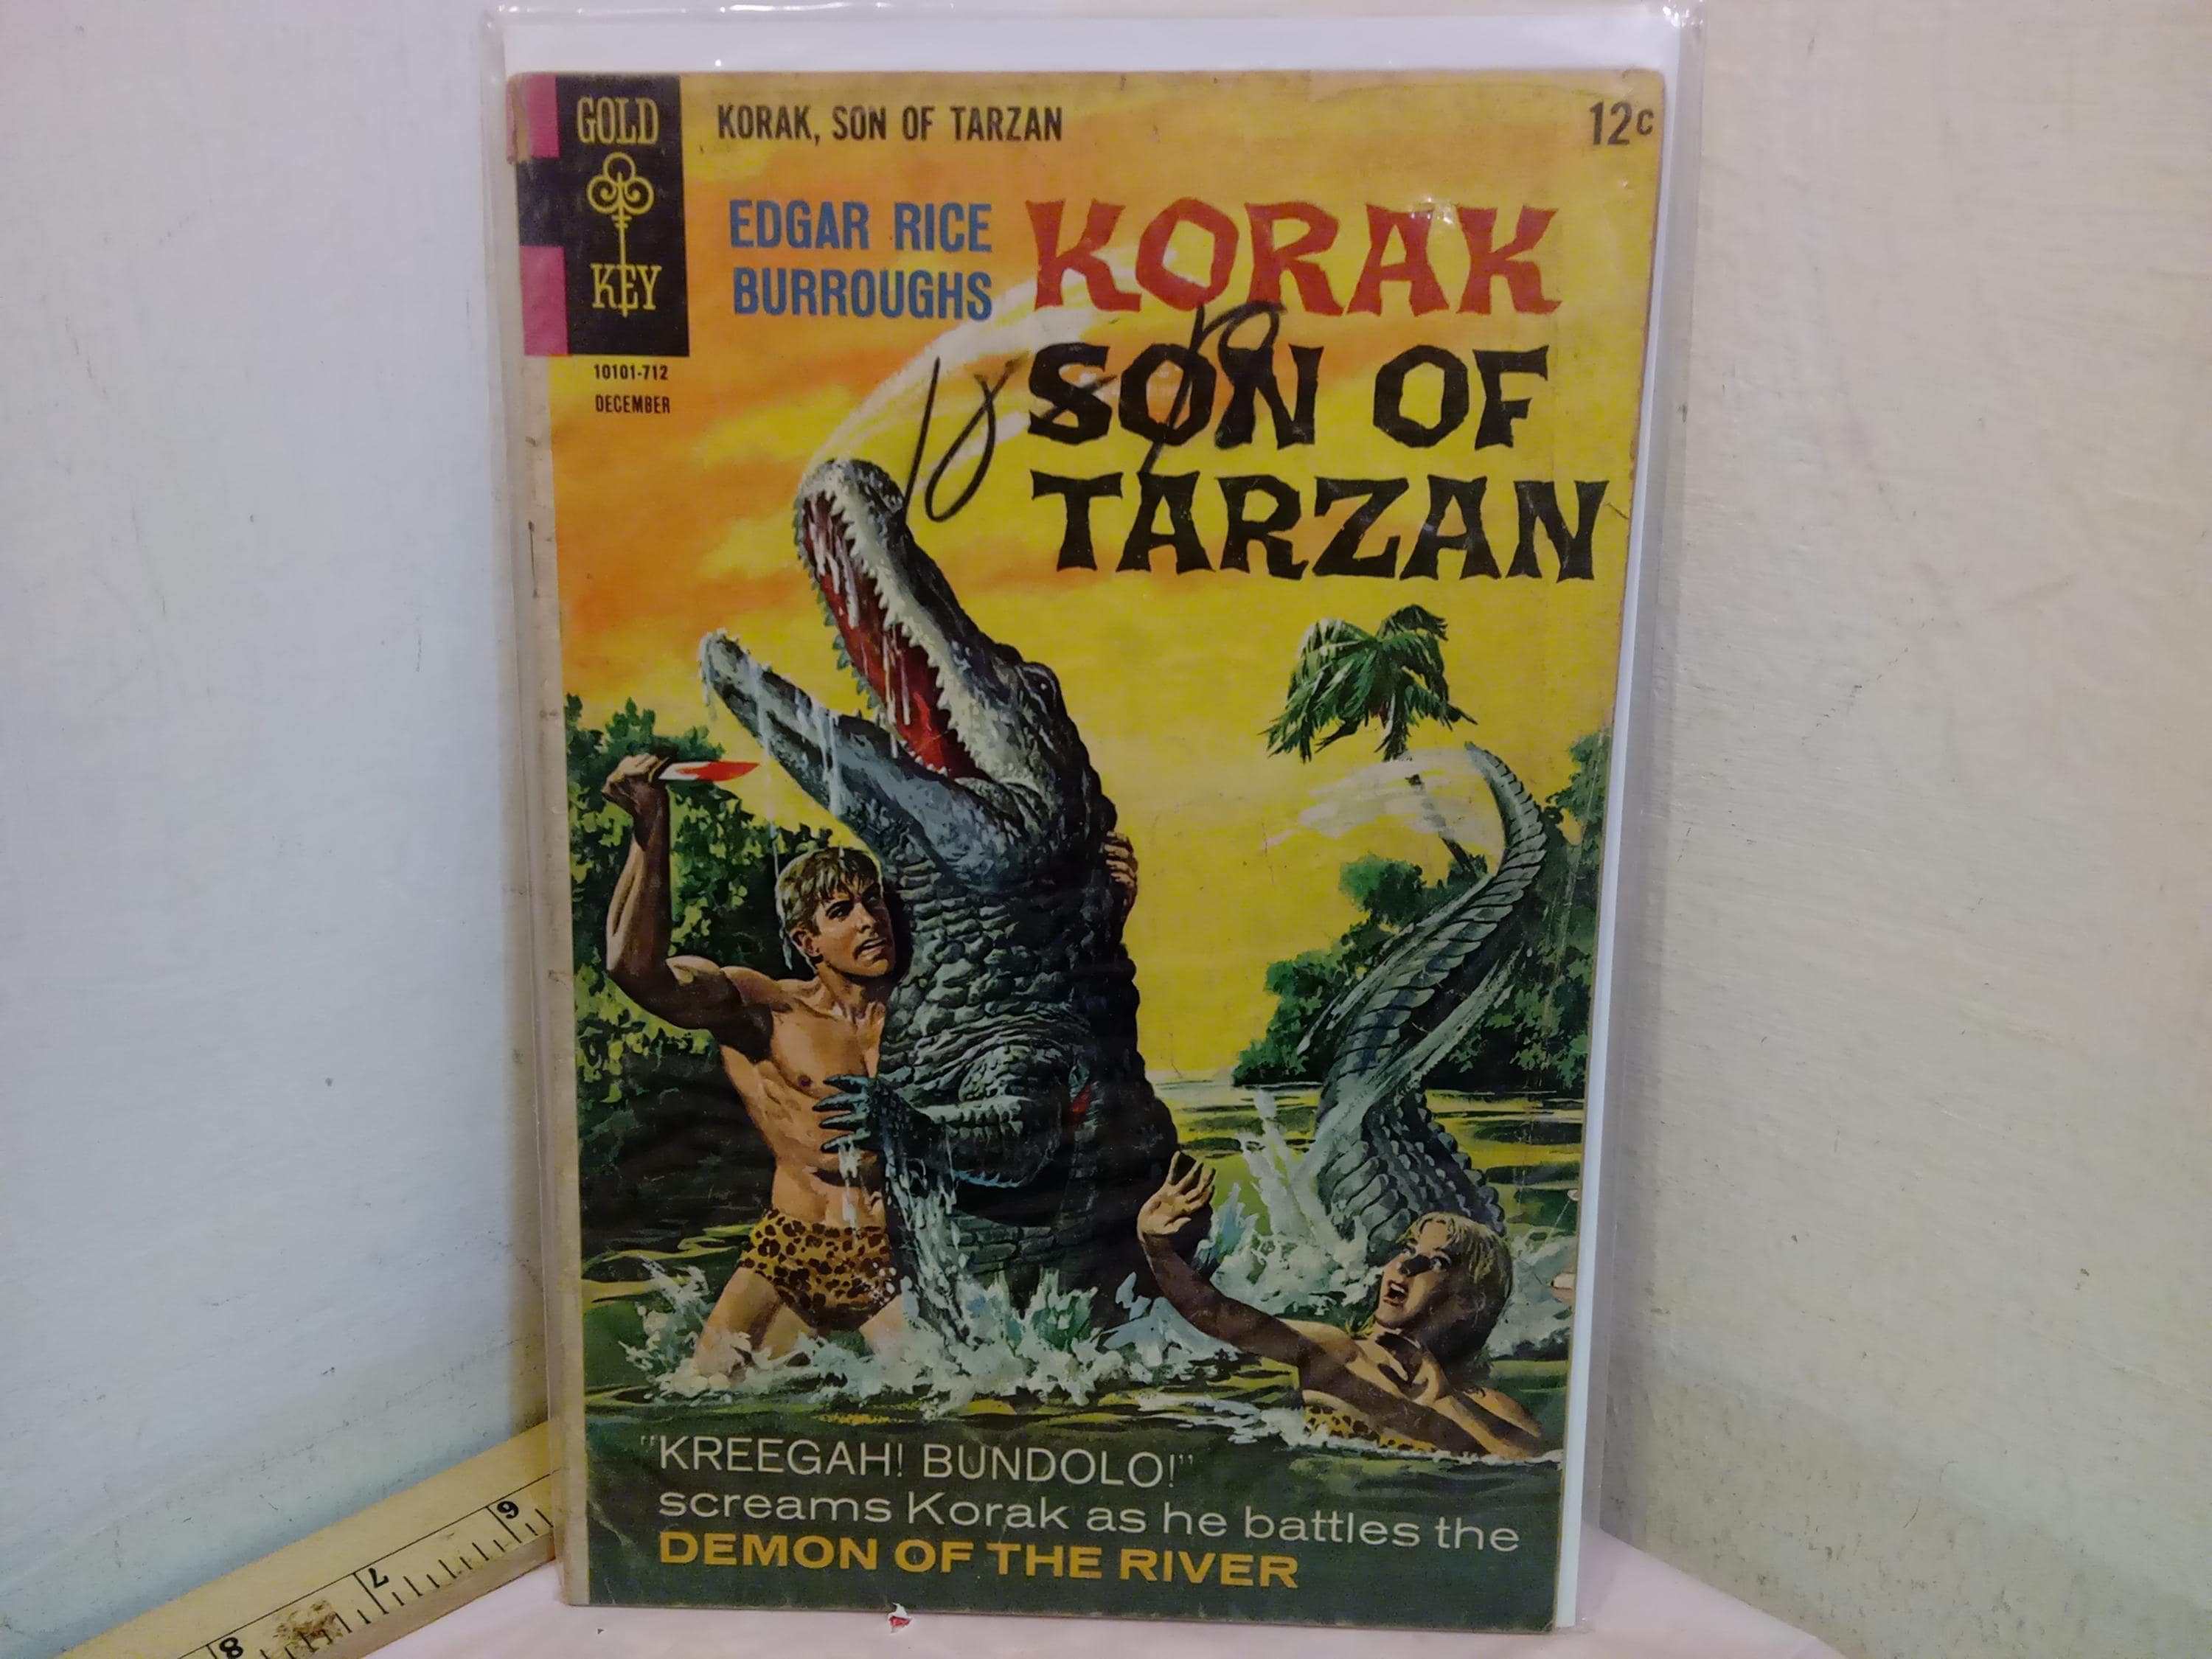 GOLD
KEY
KORAK, SON OF TARZAN
12c
EDGAR RICE
BURROUGHS
KORAK
SON OF
TARZAN
10101-712
DECEMBER
"KREEGAH! BUNDOLO!"
screams Korak as he battles the
DEMON OF THE RIVER
6
7
8